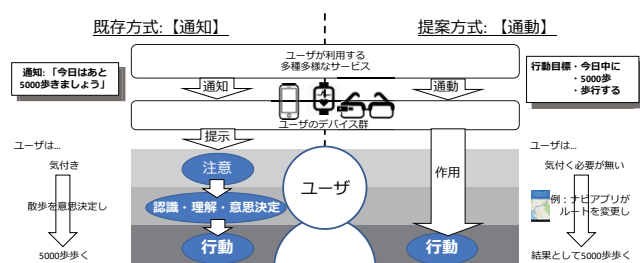 既存方式:【通知】
提案方式:【通動】
ユーザが利用する
多種多様なサービス
通知:「今日はあと
5000歩きましょう」
通知
通動
行動目標・今日中に
・5000歩
・歩行する
ユーザのデバイス群
提示
ユーザは…
気付き
散歩を意思決定し
5000歩歩く
注意
認識・理解・意思決定
行動
ユーザ
作用
行動
ユーザは…
気付く必要が無い
例：ナビアプリが
ルートを変更し
結果として5000歩歩く